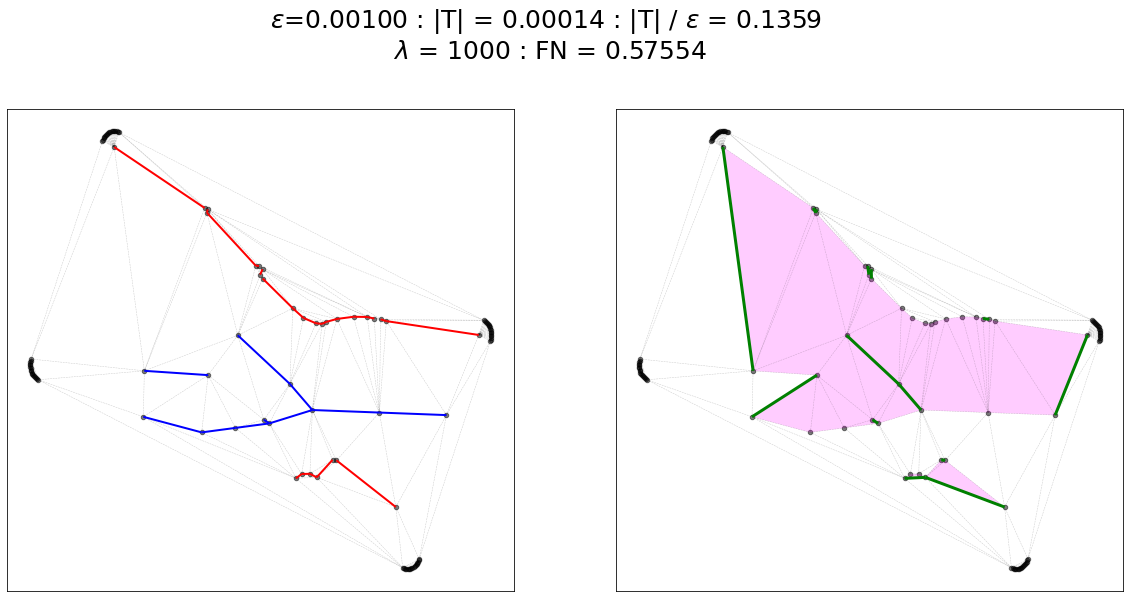 ε=0.00100 : |T| = 0.00014 : |T| / ε = 0.1359
λ = 1000 : FN = 0.57554